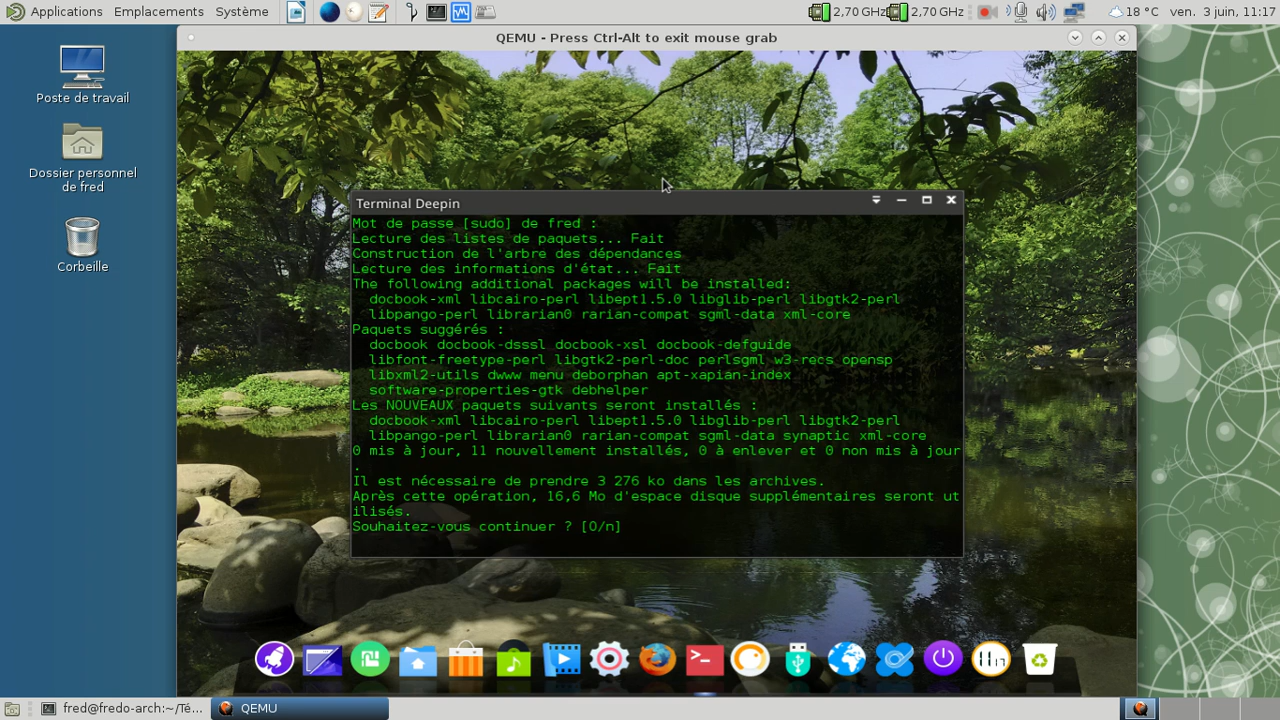 Applications Emplacements Système 2,70 GHz 2,70 GHz 18 °C ven. 3 juin, 11:17
QEMU - Press Ctrl-Alt to exit mouse grab
Poste de travail
Dossier personnel
de fred
Corbeille
Terminal Deepin
Mot de passe [sudo] de fred :
Lecture des listes de paquets... Fait
Construction de l'arbre des dépendances
Lecture des informations d'état... Fait
The following additional packages will be installed:
docbook-xml libcairo-perl libept1.5.0 libglib-perl libgtk2-perl
libpango-perl librarian0 rarian-compat sgml-data xml-core
Paquets suggérés :
docbook docbook-dsssl docbook-xsl docbook-defguide
libfont-freetype-perl libgtk2-perl-doc perlsgml w3-recs opensp
libxml2-utils dwww menu deborphan apt-xapian-index
software-properties-gtk debhelper
Les NOUVEAUX paquets suivants seront installés :
docbook-xml libcairo-perl libept1.5.0 libglib-perl libgtk2-perl
libpango-perl librarian0 rarian-compat sgml-data synaptic xml-core
0 mis à jour, 11 nouvellement installés, 0 à enlever et 0 non mis à jour
.
Il est nécessaire de prendre 3 276 ko dans les archives.
Après cette opération, 16,6 Mo d'espace disque supplémentaires seront ut
ilisés.
Souhaitez-vous continuer ? [O/n]
fred@fredo-arch:~/Té... QEMU